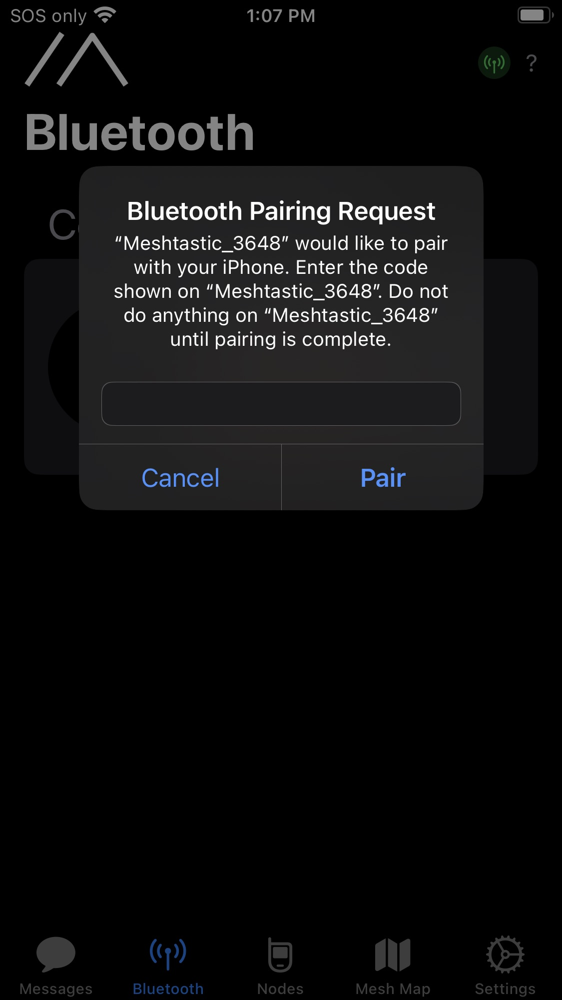 SOS only
1:07 PM
?
Bluetooth
Bluetooth Pairing Request
“Meshtastic_3648” would like to pair
with your iPhone. Enter the code
shown on “Meshtastic_3648”. Do not
do anything on “Meshtastic_3648”
until pairing is complete.
Cancel
Pair
Messages
Bluetooth
Nodes
Mesh Map
Settings